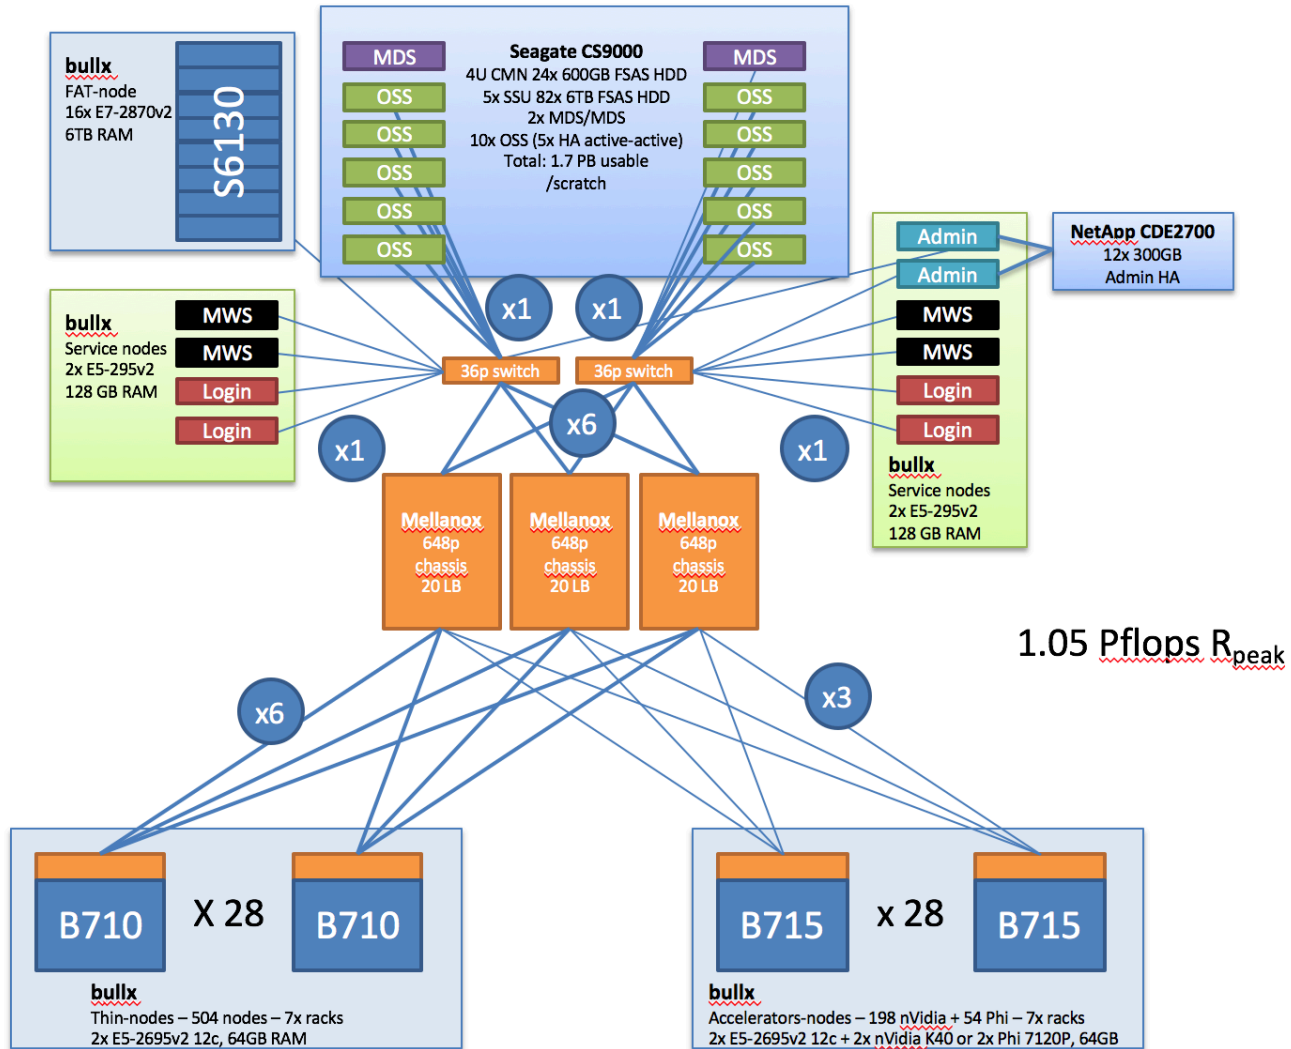 bullx
FAT-node
16x E7-2870v2
6TB RAM
S6130
MDS
OSS
OSS
OSS
OSS
OSS
Seagate CS9000
4U CMN 24x 600GB FSAS HDD
5x SSU 82x 6TB FSAS HDD
2x MDS/MDS
10x OSS (5x HA active-active)
Total: 1.7 PB usable
/scratch
MDS
OSS
OSS
OSS
OSS
OSS
Admin
Admin
MWS
MWS
Login
Login
bullx
Service nodes
2x E5-295v2
128 GB RAM
NetApp CDE2700
12x 300GB
Admin HA
bullx
Service nodes
2x E5-295v2
128 GB RAM
MWS
MWS
Login
Login
x1
x1
36p switch
36p switch
x6
x1
x1
Mellanox
648p
chassis
20 LB
Mellanox
648p
chassis
20 LB
Mellanox
648p
chassis
20 LB
1.05 Pflops Rpeak
x6
x3
B710
X 28
B710
bullx
Thin-nodes – 504 nodes – 7x racks
2x E5-2695v2 12c, 64GB RAM
B715
x 28
B715
bullx
Accelerators-nodes – 198 nVidia + 54 Phi – 7x racks
2x E5-2695v2 12c + 2x nVidia K40 or 2x Phi 7120P, 64GB